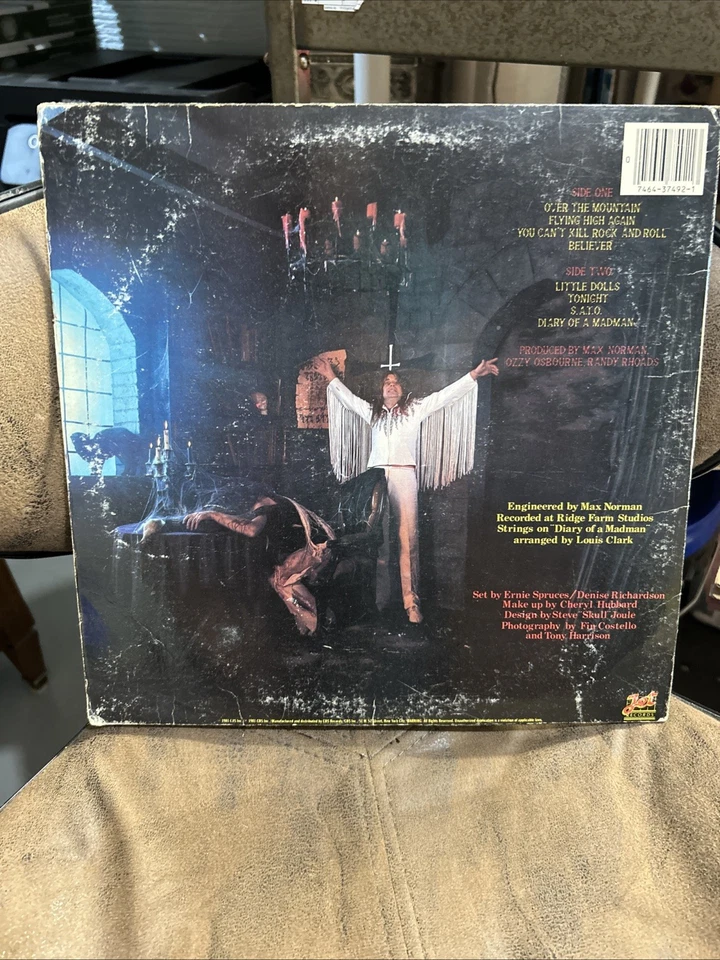 0
7464-37492-1
SIDE ONE
OVER THE MOUNTAIN
FLYING HIGH AGAIN
YOU CAN'T KILL ROCK AND ROLL
BELIEVER
SIDE TWO
LITTLE DOLLS
TONIGHT
S.A.T.O.
DIARY OF A MADMAN
PRODUCED BY MAX NORMAN,
OZZY OSBOURNE, RANDY RHOADS
Engineered by Max Norman
Recorded at Ridge Farm Studios
Strings on "Diary of a Madman"
arranged by Louis Clark
Set by Ernie Spruces/Denise Richardson
Make up by Cheryl Hubbard
Design by Steve "Skull" Joule
Photography by Fin Costello
and Tony Harrison
Jet
RECORDS